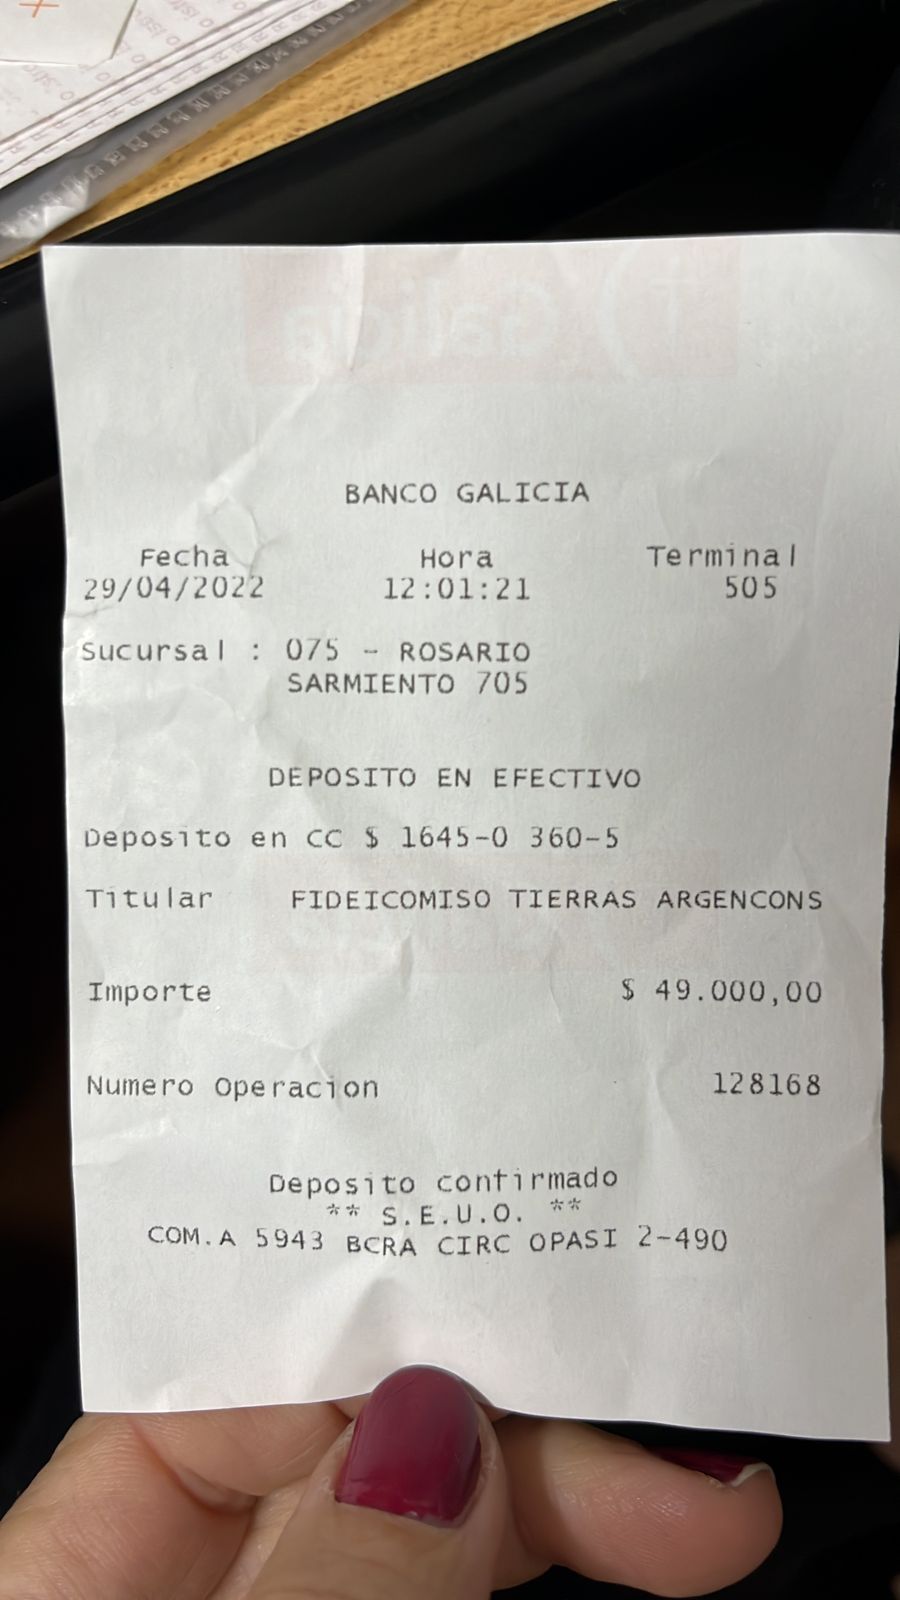 BANCO GALICIA
Fecha Hora Terminal
29/04/2022 12:01:21 505
Sucursal : 075 - ROSARIO
SARMIENTO 705
DEPOSITO EN EFECTIVO
Deposito en CC $ 1645-0 360-5
Titular FIDEICOMISO TIERRAS ARGENCONS
Importe $ 49.000,00
Numero Operacion 128168
Deposito confirmado
** S.E.U.O. **
COM.A 5943 BCRA CIRC OPASI 2-490